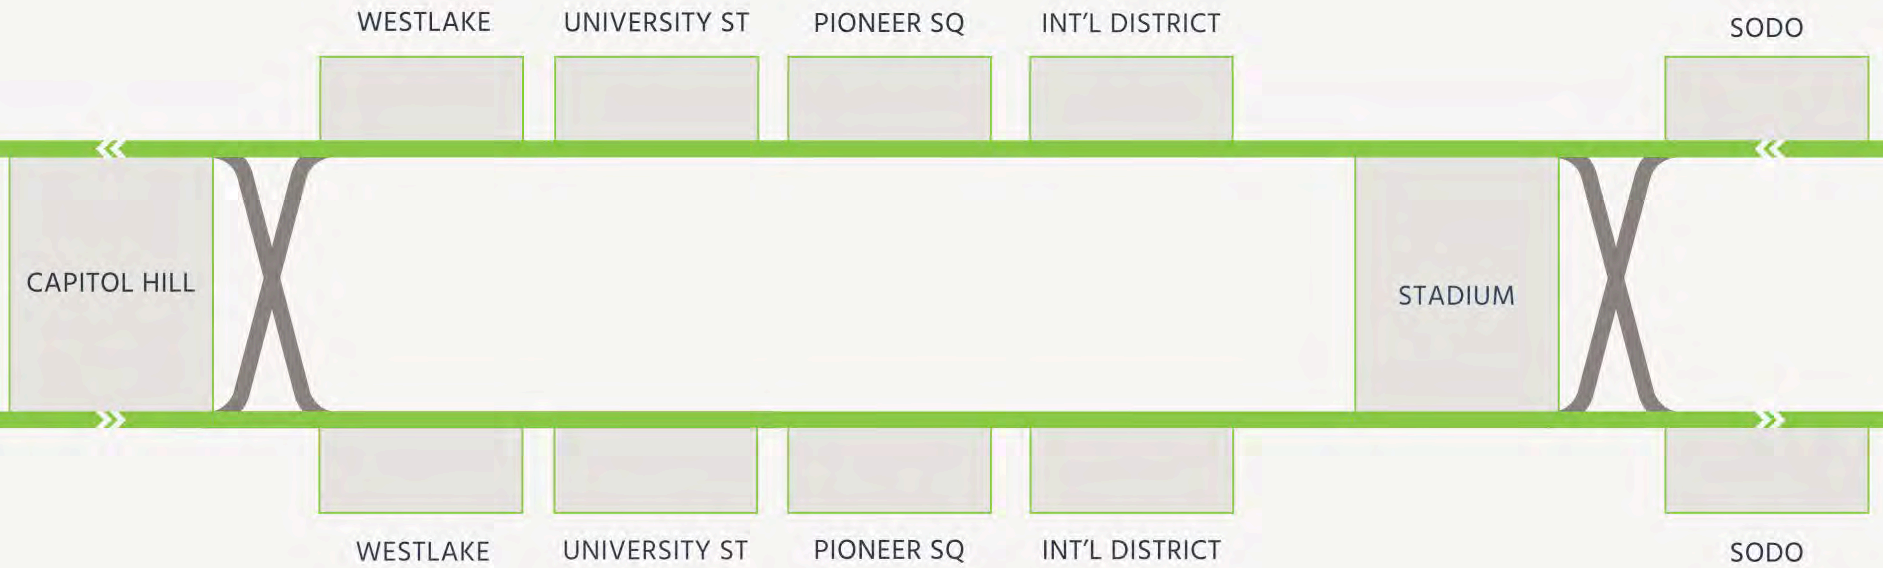 WESTLAKE
UNIVERSITY ST
PIONEER SQ
INT'L DISTRICT
SODO
CAPITOL HILL
STADIUM
WESTLAKE
UNIVERSITY ST
PIONEER SQ
INT'L DISTRICT
SODO